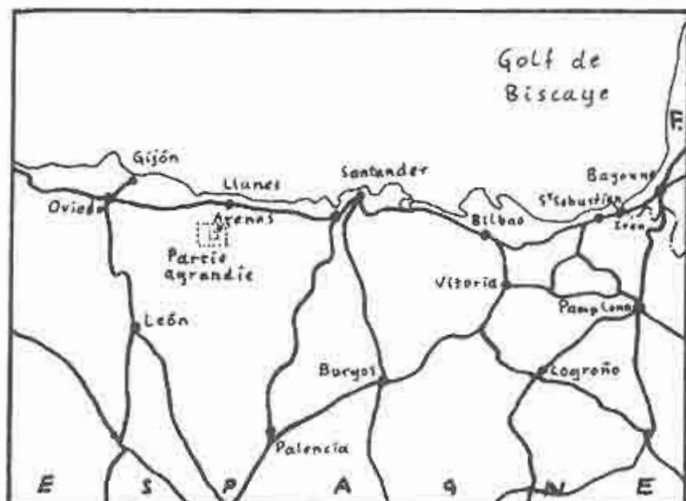 Golf de
Biscaye
F.
Gijón
Santander
Bayonne
Llanes
St Sebastien
Oviedo
Arenas
Bilbao
Irun
Partie
agrandie
Vitoria
Pamplona
León
Burgos
Logroño
Palencia
E S P A G N E